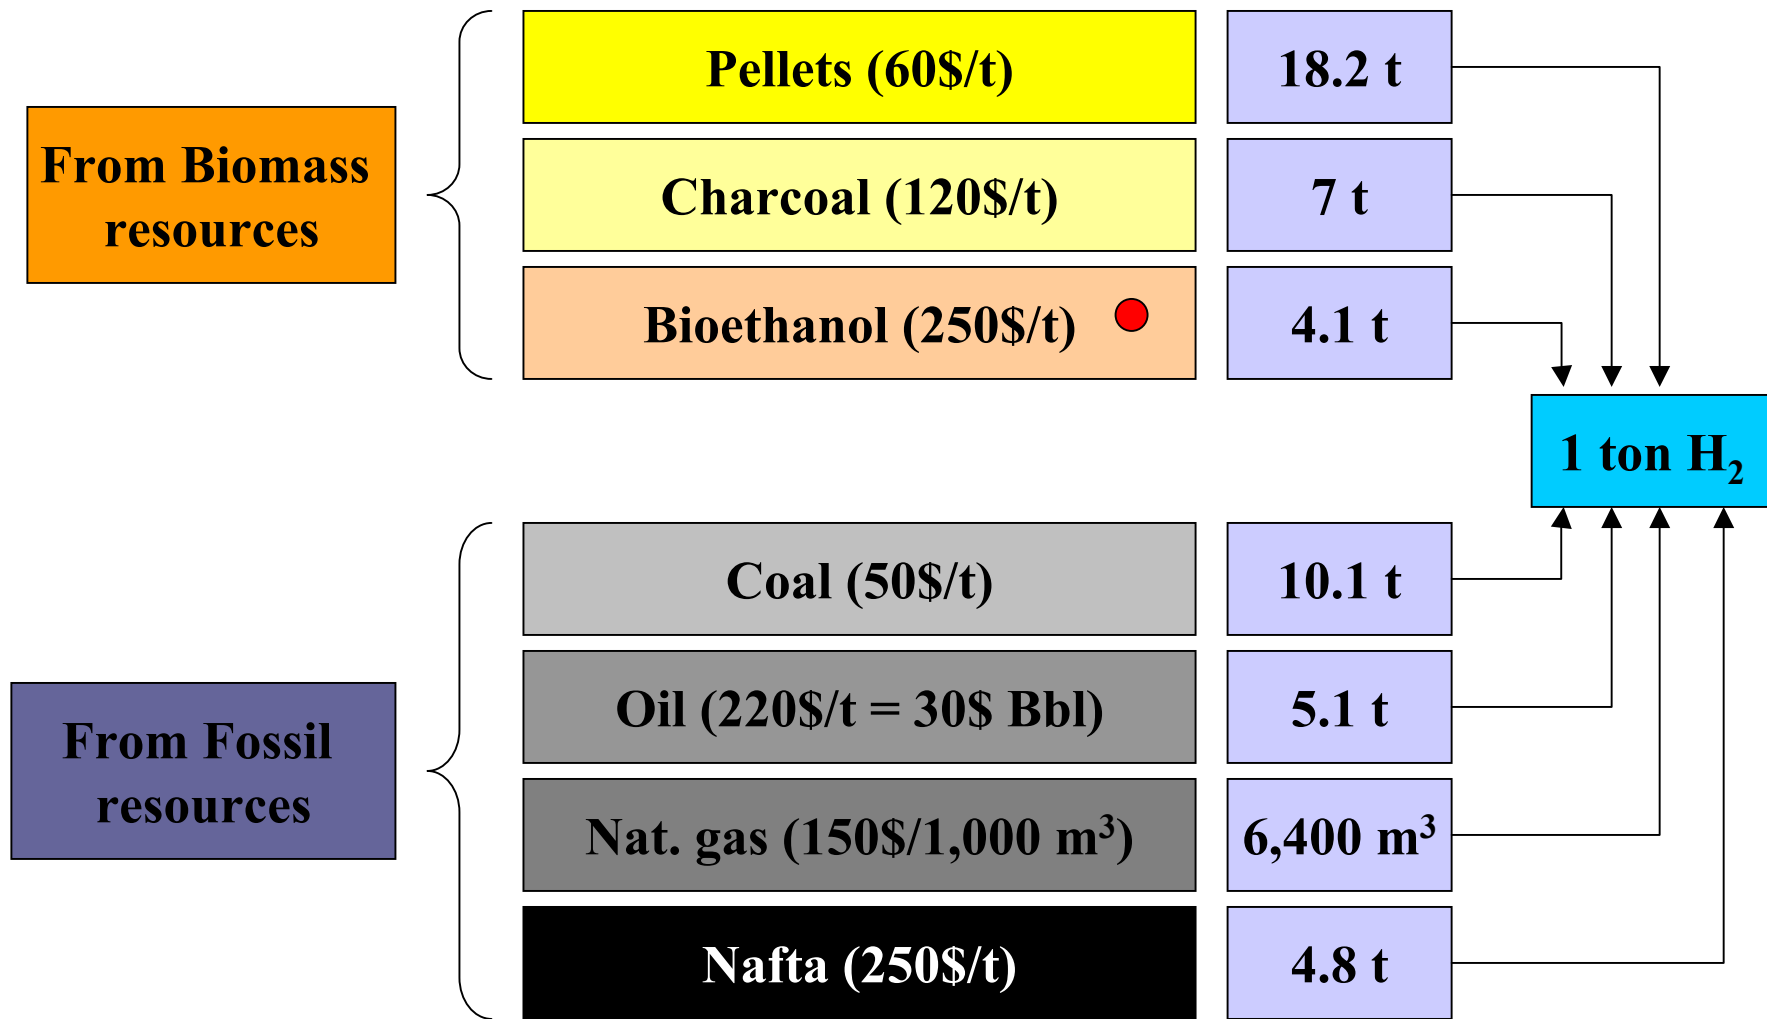 From Biomass
resources
Pellets (60$/t)
18.2 t
Charcoal (120$/t)
7 t
Bioethanol (250$/t)
4.1 t
1 ton H₂
From Fossil
resources
Coal (50$/t)
10.1 t
Oil (220$/t = 30$ Bbl)
5.1 t
Nat. gas (150$/1,000 m³)
6,400 m³
Nafta (250$/t)
4.8 t